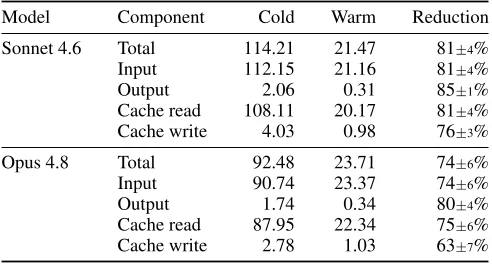 Model Component Cold Warm Reduction
Sonnet 4.6 Total 114.21 21.47 81±4%
Input 112.15 21.16 81±4%
Output 2.06 0.31 85±1%
Cache read 108.11 20.17 81±4%
Cache write 4.03 0.98 76±3%
Opus 4.8 Total 92.48 23.71 74±6%
Input 90.74 23.37 74±6%
Output 1.74 0.34 80±4%
Cache read 87.95 22.34 75±6%
Cache write 2.78 1.03 63±7%